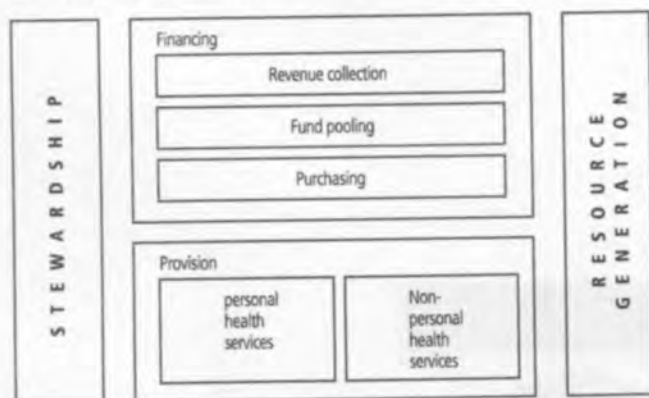 STEWARDSHIP
Financing
Revenue collection
Fund pooling
Purchasing
Provision
personal
health
services
Non-
personal
health
services
RESOURCE
GENERATION